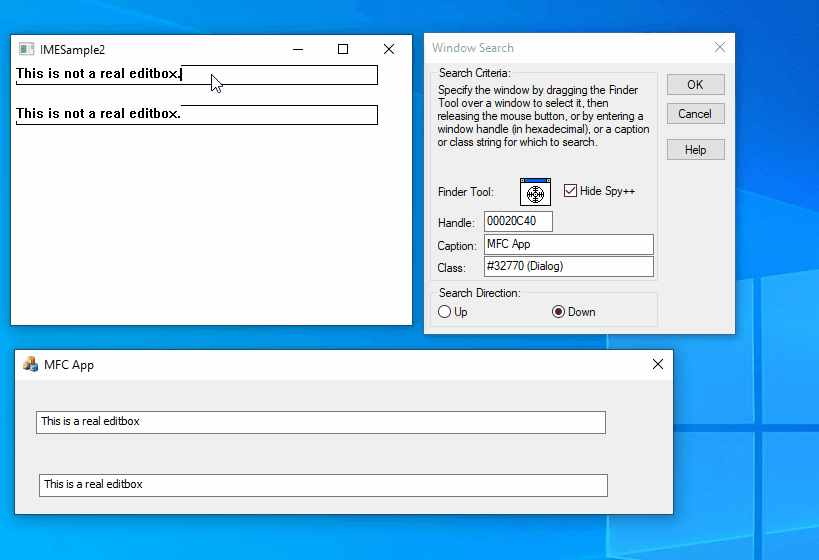 IMESample2
This is not a real editbox.
This is not a real editbox.
Window Search
Search Criteria:
Specify the window by dragging the Finder
Tool over a window to select it, then
releasing the mouse button, or by entering a
window handle (in hexadecimal), or a caption
or class string for which to search.
OK
Cancel
Help
Finder Tool:
Hide Spy++
Handle: 00020C40
Caption: MFC App
Class: #32770 (Dialog)
Search Direction:
Up Down
MFC App
This is a real editbox
This is a real editbox